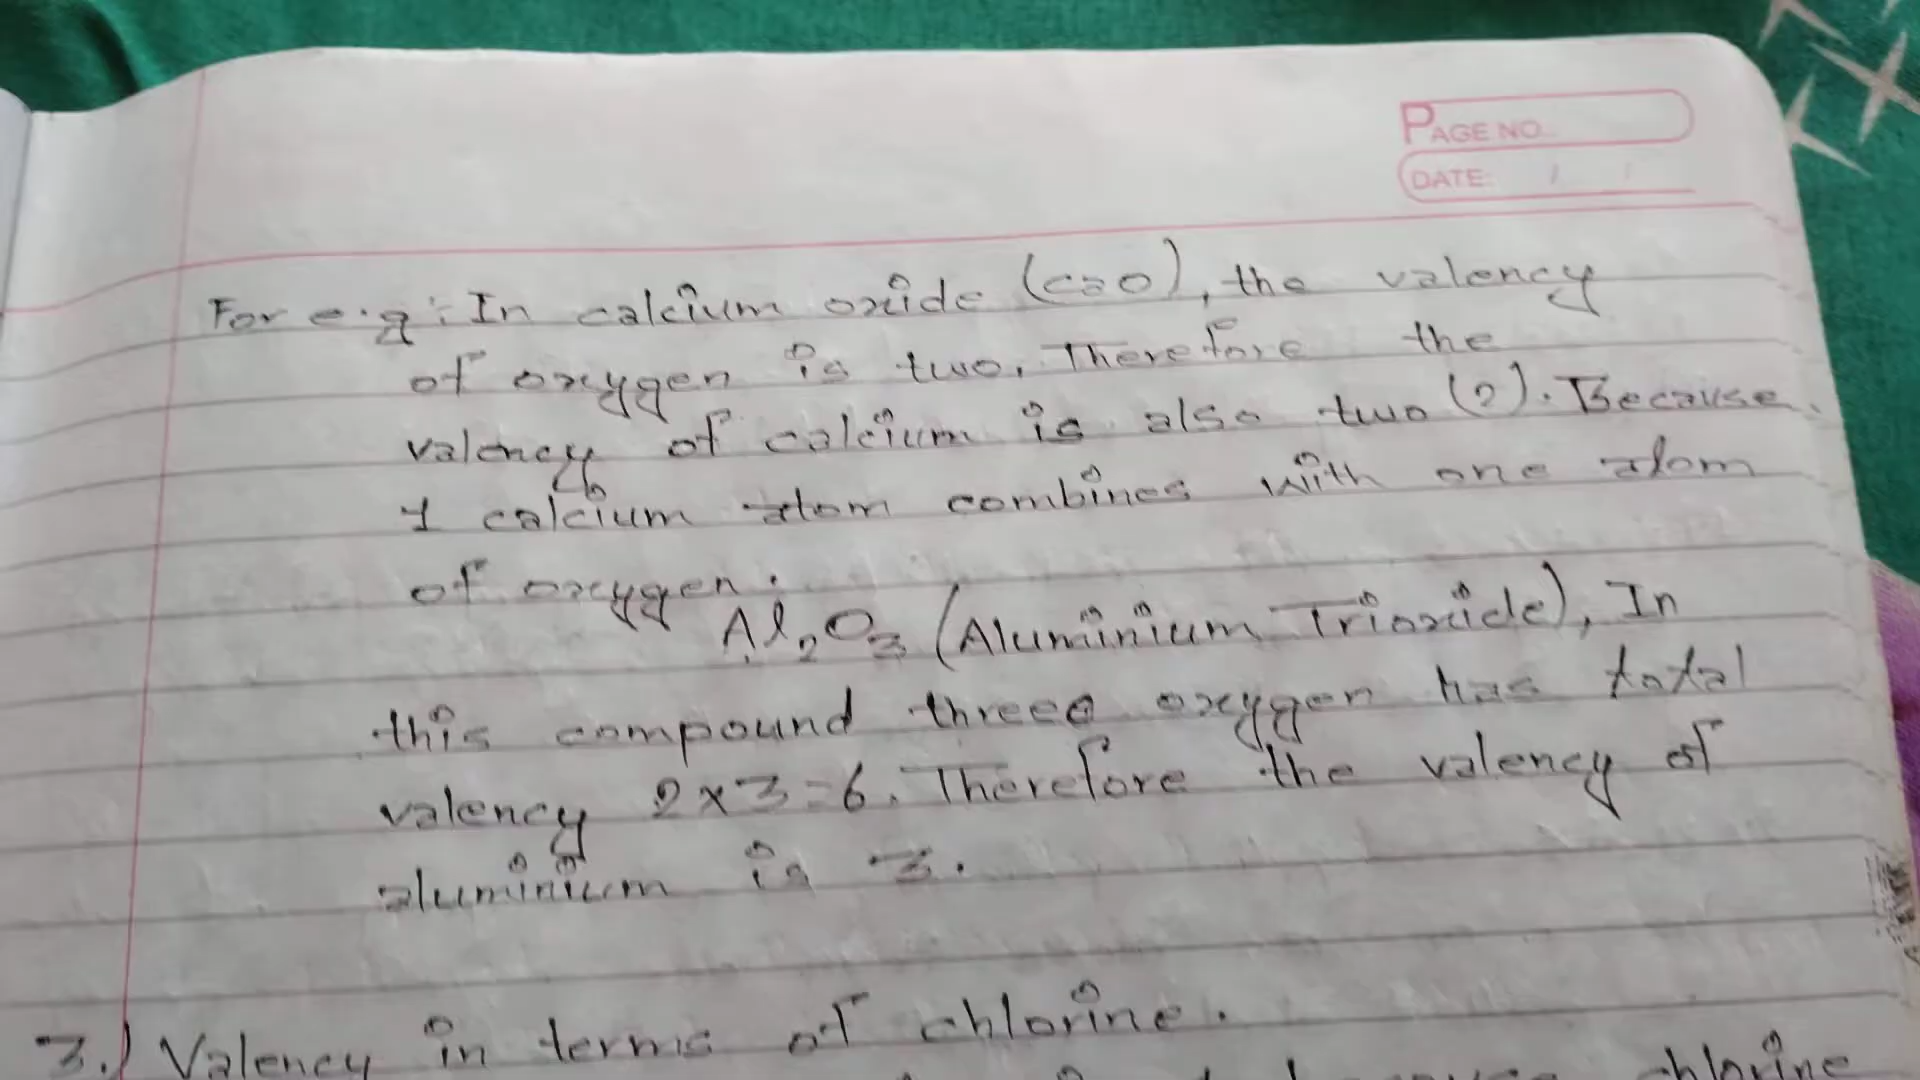 PAGE NO.
DATE: / /
For e.g: In calcium oxide (CaO), the valency
of oxygen is two. Therefore the
valency of calcium is also two (2). Because
1 calcium atom combines with one atom
of oxygen.
Al₂O₃ (Aluminium Trioxide), In
this compound three oxygen has total
valency 2×3=6. Therefore the valency of
aluminium is 3.
3.) Valency in terms of chlorine.
chlorine